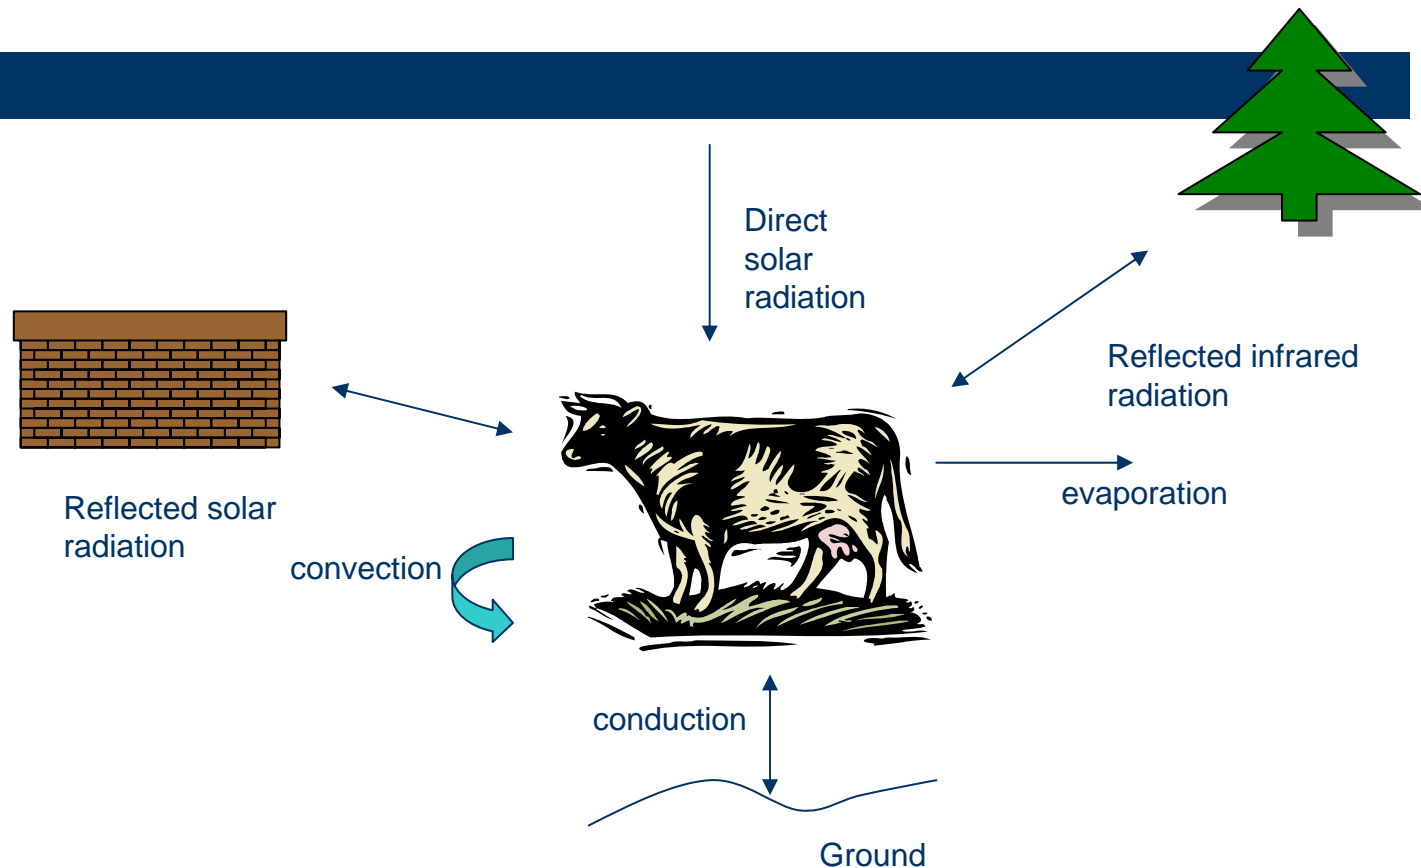 Direct
solar
radiation
Reflected infrared
radiation
evaporation
Reflected solar
radiation
convection
conduction
Ground